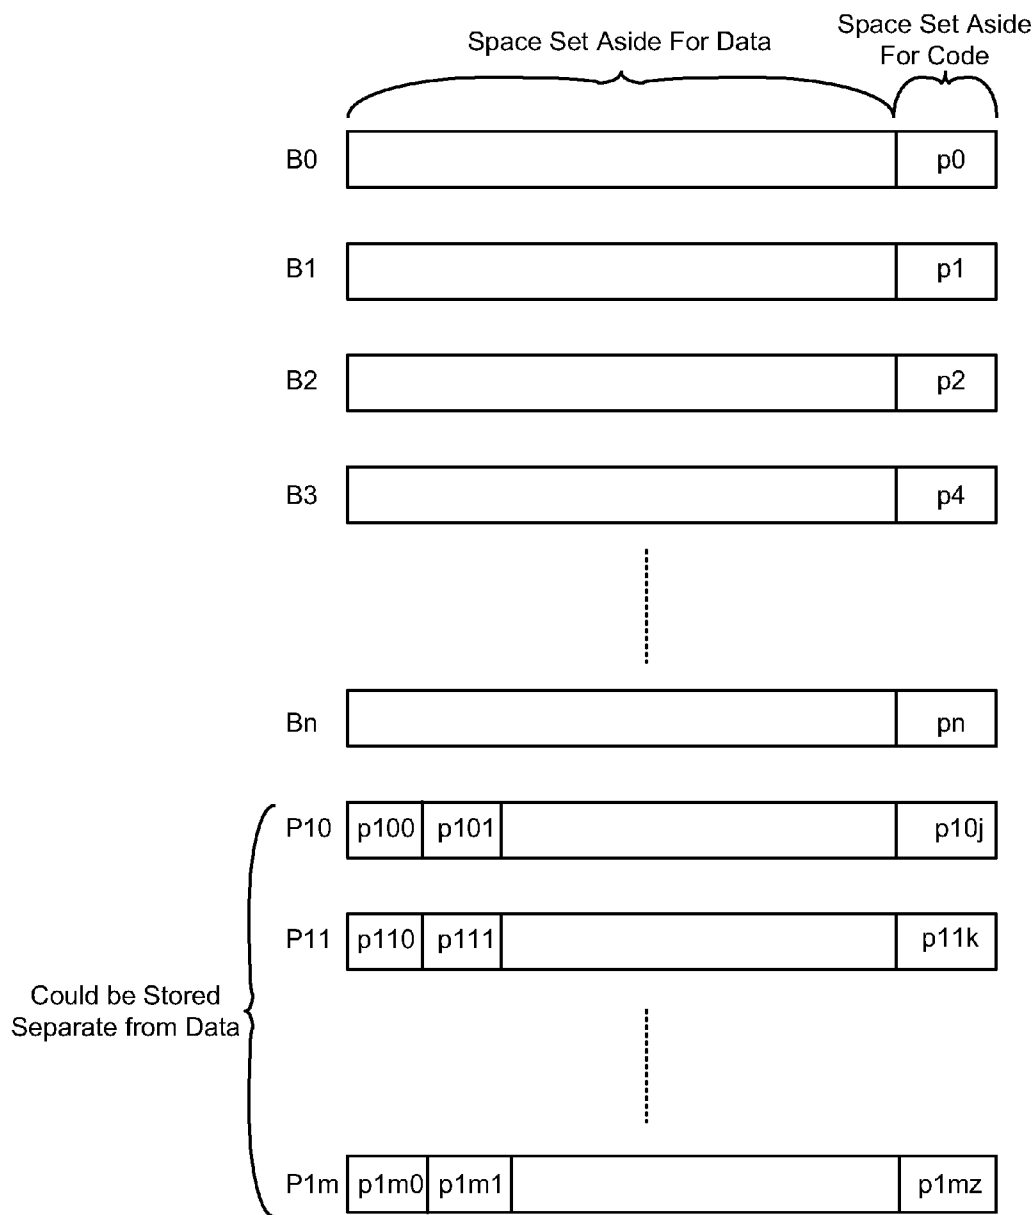 Space Set Aside For Data
Space Set Aside
For Code
B0 p0
B1 p1
B2 p2
B3 p4
Bn pn
P10 p100 p101 p10j
P11 p110 p111 p11k
Could be Stored
Separate from Data
P1m p1m0 p1m1 p1mz